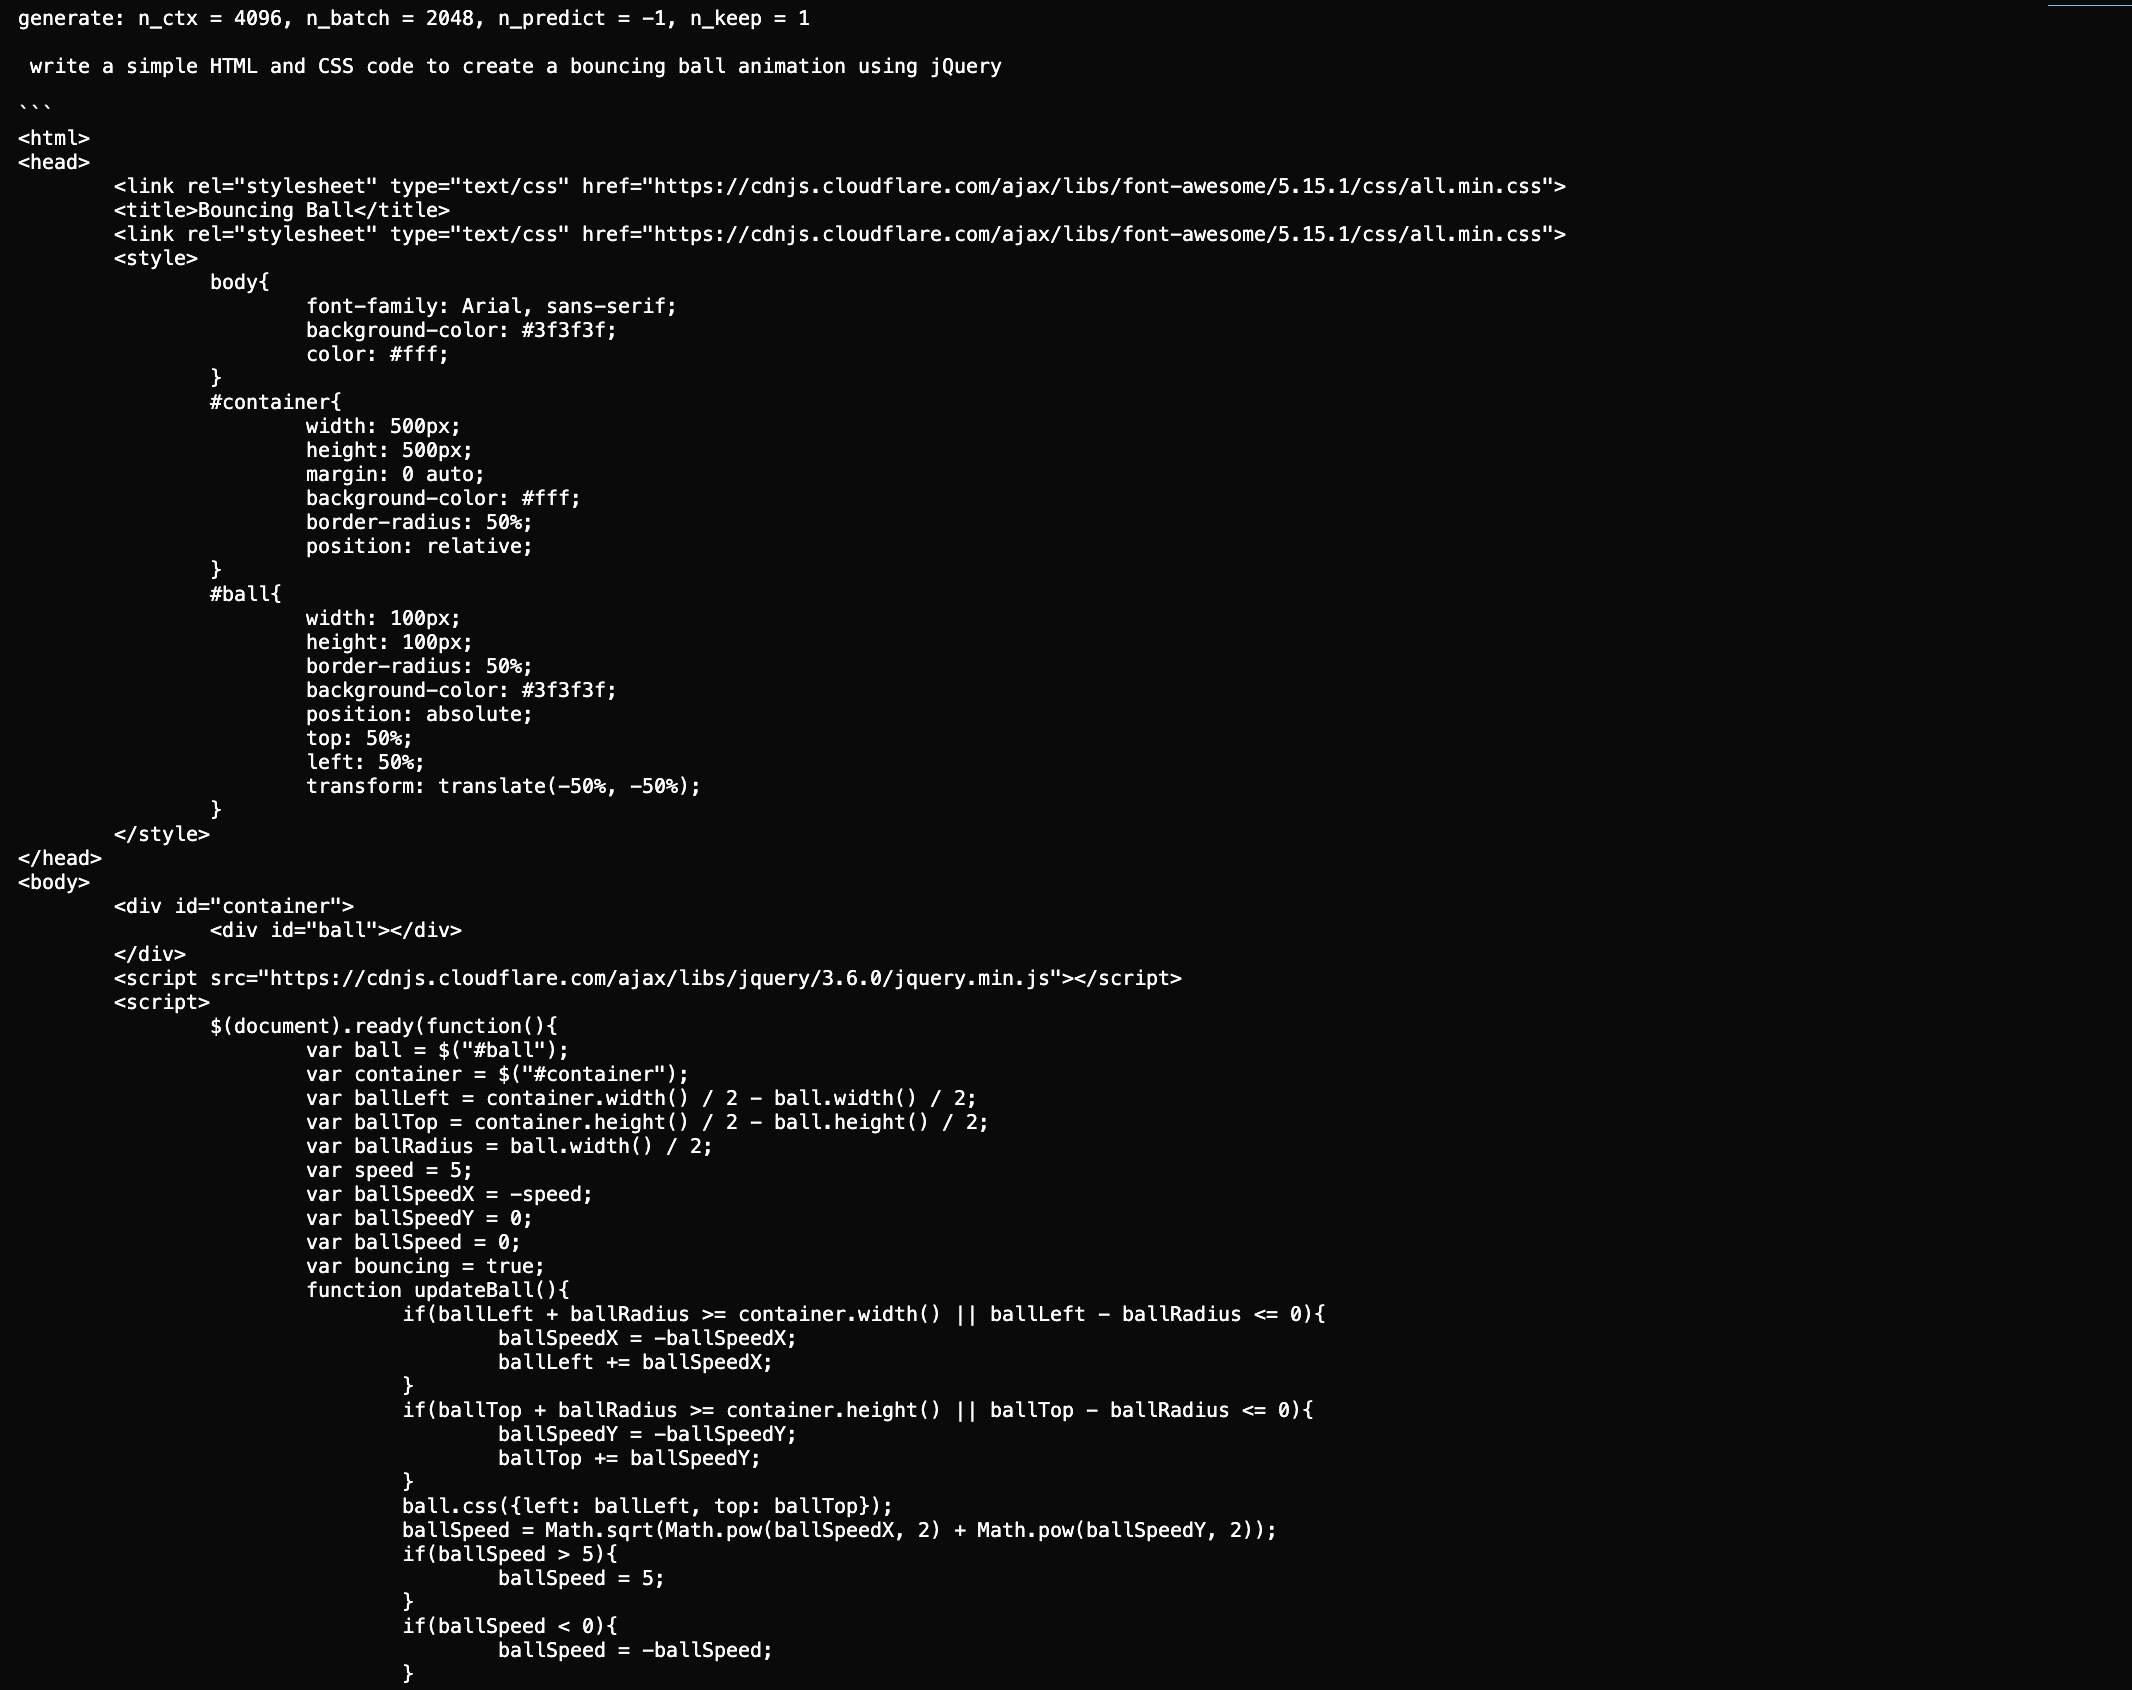 generate: n_ctx = 4096, n_batch = 2048, n_predict = -1, n_keep = 1

 write a simple HTML and CSS code to create a bouncing ball animation using jQuery

```
<html>
<head>
        <link rel="stylesheet" type="text/css" href="https://cdnjs.cloudflare.com/ajax/libs/font-awesome/5.15.1/css/all.min.css">
        <title>Bouncing Ball</title>
        <link rel="stylesheet" type="text/css" href="https://cdnjs.cloudflare.com/ajax/libs/font-awesome/5.15.1/css/all.min.css">
        <style>
                body{
                        font-family: Arial, sans-serif;
                        background-color: #3f3f3f;
                        color: #fff;
                }
                #container{
                        width: 500px;
                        height: 500px;
                        margin: 0 auto;
                        background-color: #fff;
                        border-radius: 50%;
                        position: relative;
                }
                #ball{
                        width: 100px;
                        height: 100px;
                        border-radius: 50%;
                        background-color: #3f3f3f;
                        position: absolute;
                        top: 50%;
                        left: 50%;
                        transform: translate(-50%, -50%);
                }
        </style>
</head>
<body>
        <div id="container">
                <div id="ball"></div>
        </div>
        <script src="https://cdnjs.cloudflare.com/ajax/libs/jquery/3.6.0/jquery.min.js"></script>
        <script>
                $(document).ready(function(){
                        var ball = $("#ball");
                        var container = $("#container");
                        var ballLeft = container.width() / 2 - ball.width() / 2;
                        var ballTop = container.height() / 2 - ball.height() / 2;
                        var ballRadius = ball.width() / 2;
                        var speed = 5;
                        var ballSpeedX = -speed;
                        var ballSpeedY = 0;
                        var ballSpeed = 0;
                        var bouncing = true;
                        function updateBall(){
                                if(ballLeft + ballRadius >= container.width() || ballLeft - ballRadius <= 0){
                                        ballSpeedX = -ballSpeedX;
                                        ballLeft += ballSpeedX;
                                }
                                if(ballTop + ballRadius >= container.height() || ballTop - ballRadius <= 0){
                                        ballSpeedY = -ballSpeedY;
                                        ballTop += ballSpeedY;
                                }
                                ball.css({left: ballLeft, top: ballTop});
                                ballSpeed = Math.sqrt(Math.pow(ballSpeedX, 2) + Math.pow(ballSpeedY, 2));
                                if(ballSpeed > 5){
                                        ballSpeed = 5;
                                }
                                if(ballSpeed < 0){
                                        ballSpeed = -ballSpeed;
                                }